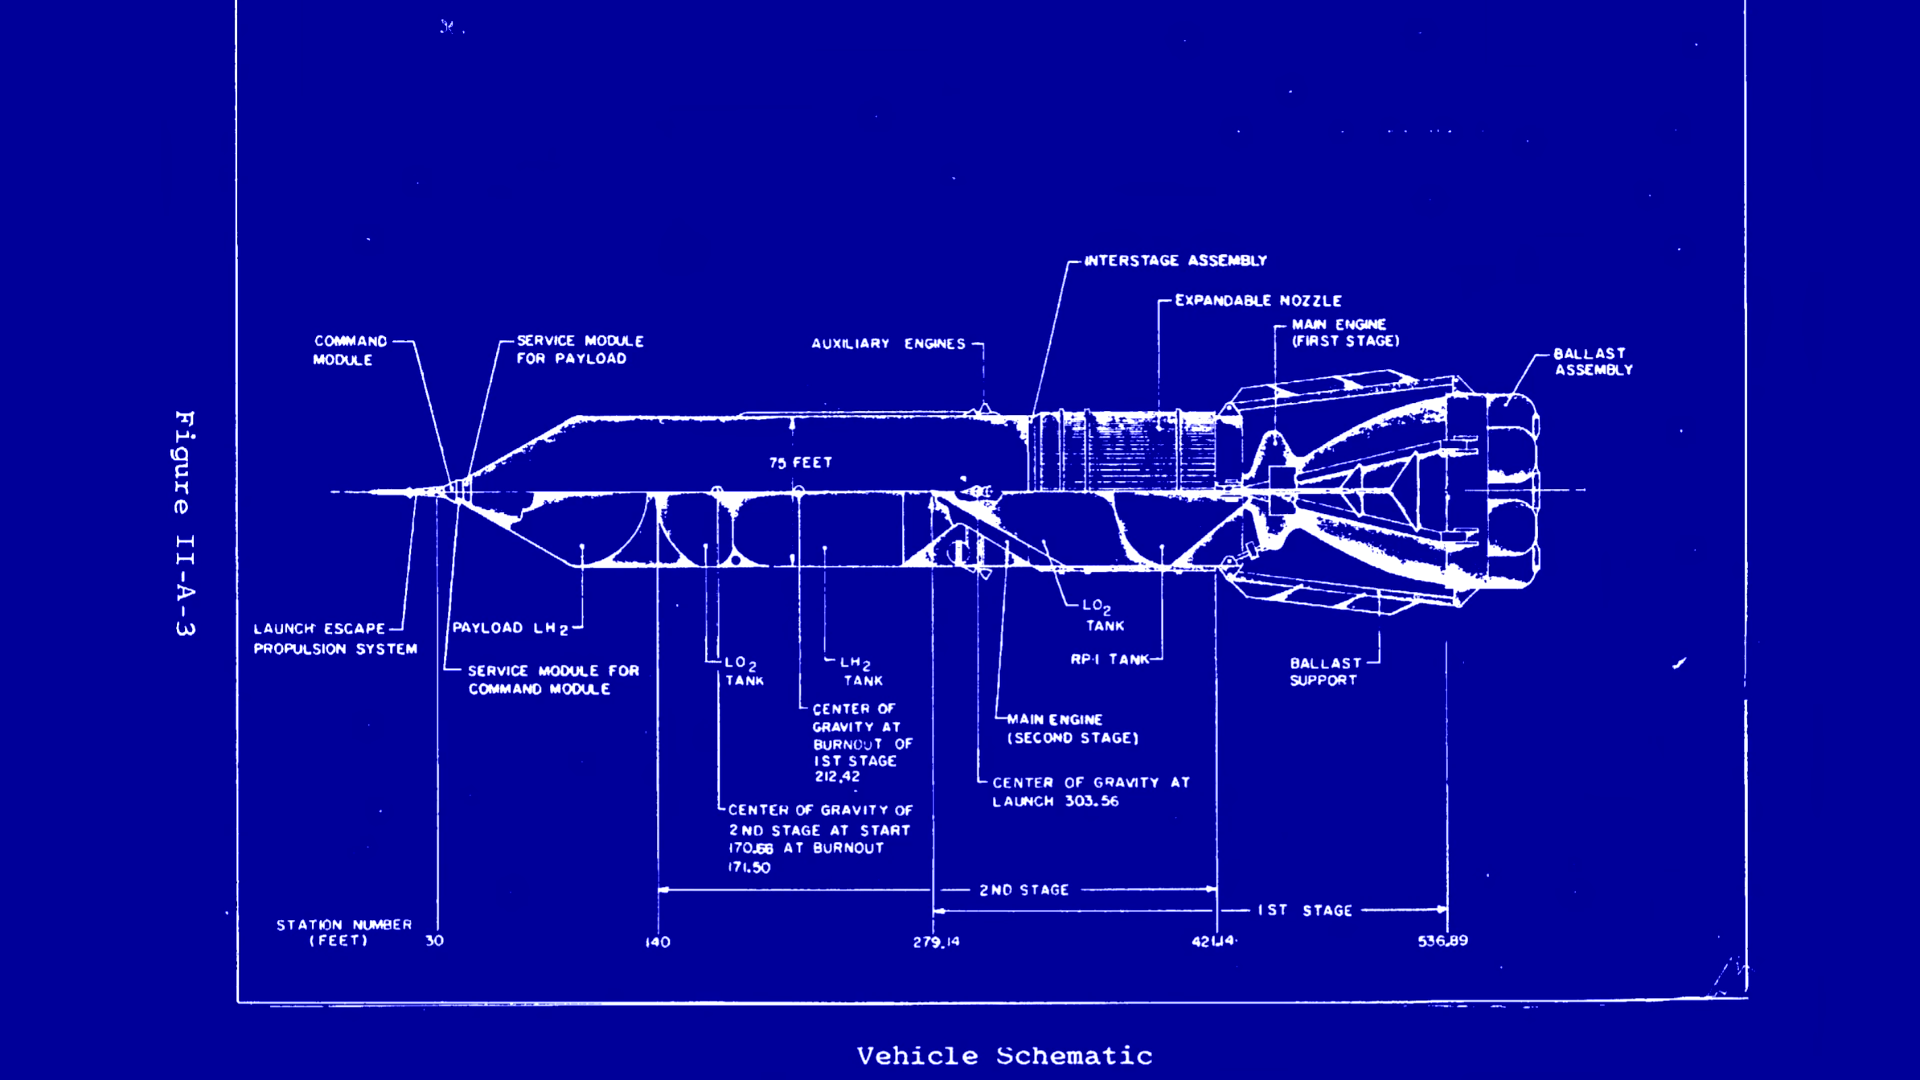 INTERSTAGE ASSEMBLY
EXPANDABLE NOZZLE
MAIN ENGINE
(FIRST STAGE)
COMMAND
MODULE
SERVICE MODULE
FOR PAYLOAD
AUXILIARY ENGINES
BALLAST
ASSEMBLY
75 FEET
Figure II-A-3
LAUNCH ESCAPE
PROPULSION SYSTEM
PAYLOAD LH2
SERVICE MODULE FOR
COMMAND MODULE
LO2
TANK
LH2
TANK
LO2
TANK
RP-1 TANK
BALLAST
SUPPORT
CENTER OF
GRAVITY AT
BURNOUT OF
1ST STAGE
212.42
MAIN ENGINE
(SECOND STAGE)
CENTER OF GRAVITY AT
LAUNCH 303.56
CENTER OF GRAVITY OF
2ND STAGE AT START
170.66 AT BURNOUT
171.50
2ND STAGE
1ST STAGE
STATION NUMBER
(FEET)
30
140
279.14
421.14
536.89
Vehicle Schematic